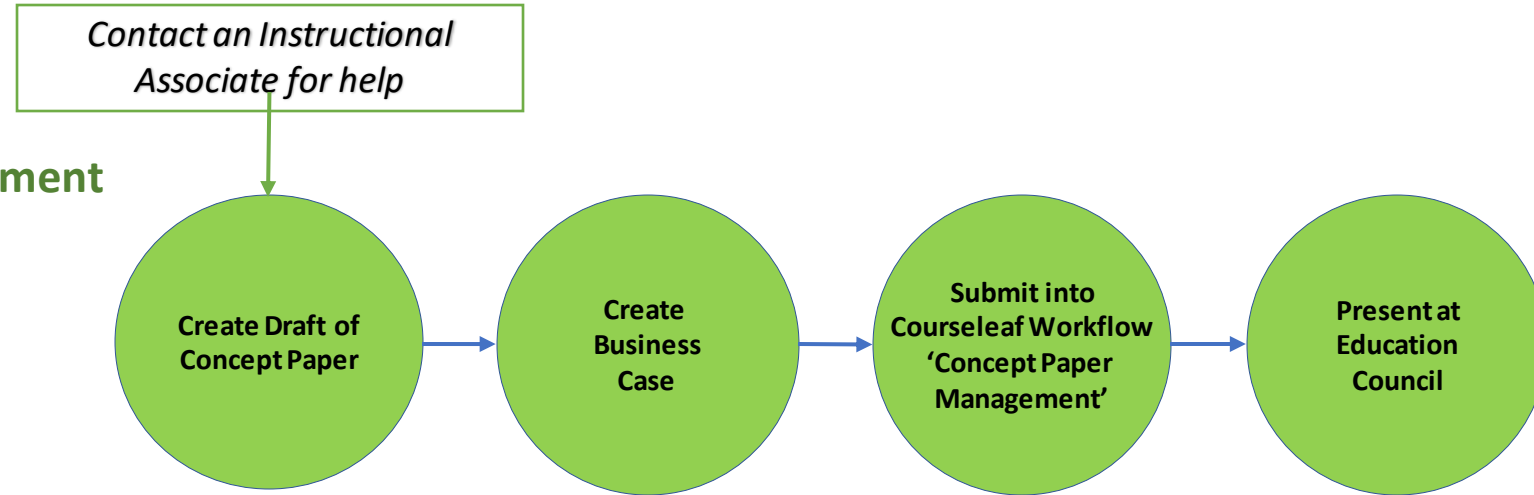 Contact an Instructional
Associate for help
ment
Create Draft of
Concept Paper
Create
Business
Case
Submit into
Courseleaf Workflow
‘Concept Paper
Management’
Present at
Education
Council